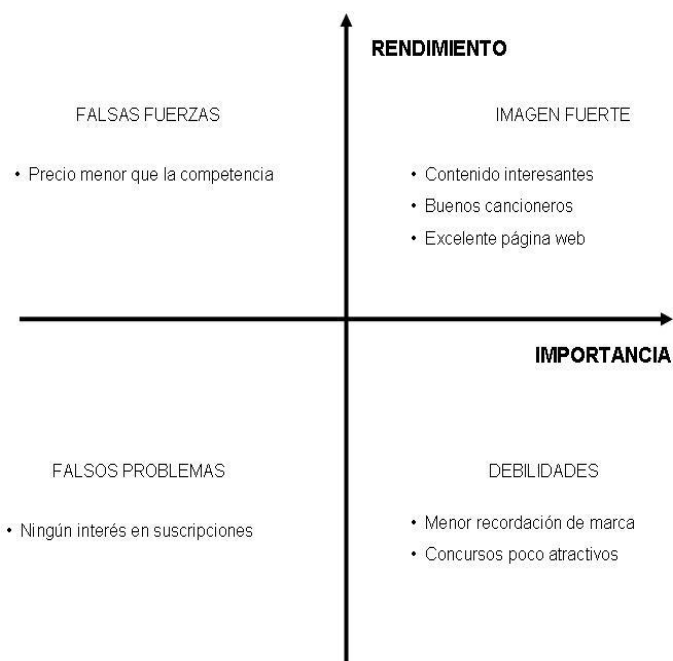 RENDIMIENTO
FALSAS FUERZAS
• Precio menor que la competencia
IMAGEN FUERTE
• Contenido interesantes
• Buenos cancioneros
• Excelente página web
IMPORTANCIA
FALSOS PROBLEMAS
• Ningún interés en suscripciones
DEBILIDADES
• Menor recordación de marca
• Concursos poco atractivos